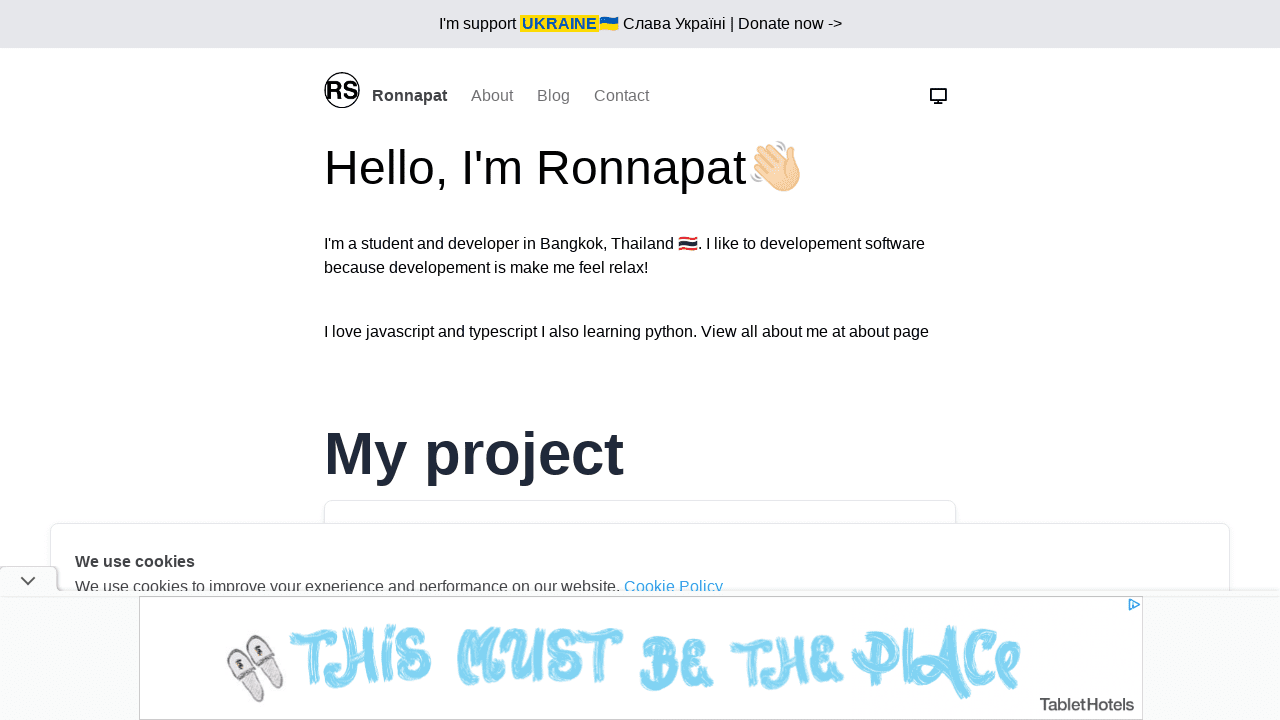 I'm support UKRAINE🇺🇦 Слава Україні | Donate now ->
RS Ronnapat About Blog Contact
Hello, I'm Ronnapat👋🏻
I'm a student and developer in Bangkok, Thailand 🇹🇭. I like to developement software
because developement is make me feel relax!
I love javascript and typescript I also learning python. View all about me at about page
My project
We use cookies
We use cookies to improve your experience and performance on our website. Cookie Policy
THIS MUST BE THE PLACE
TabletHotels